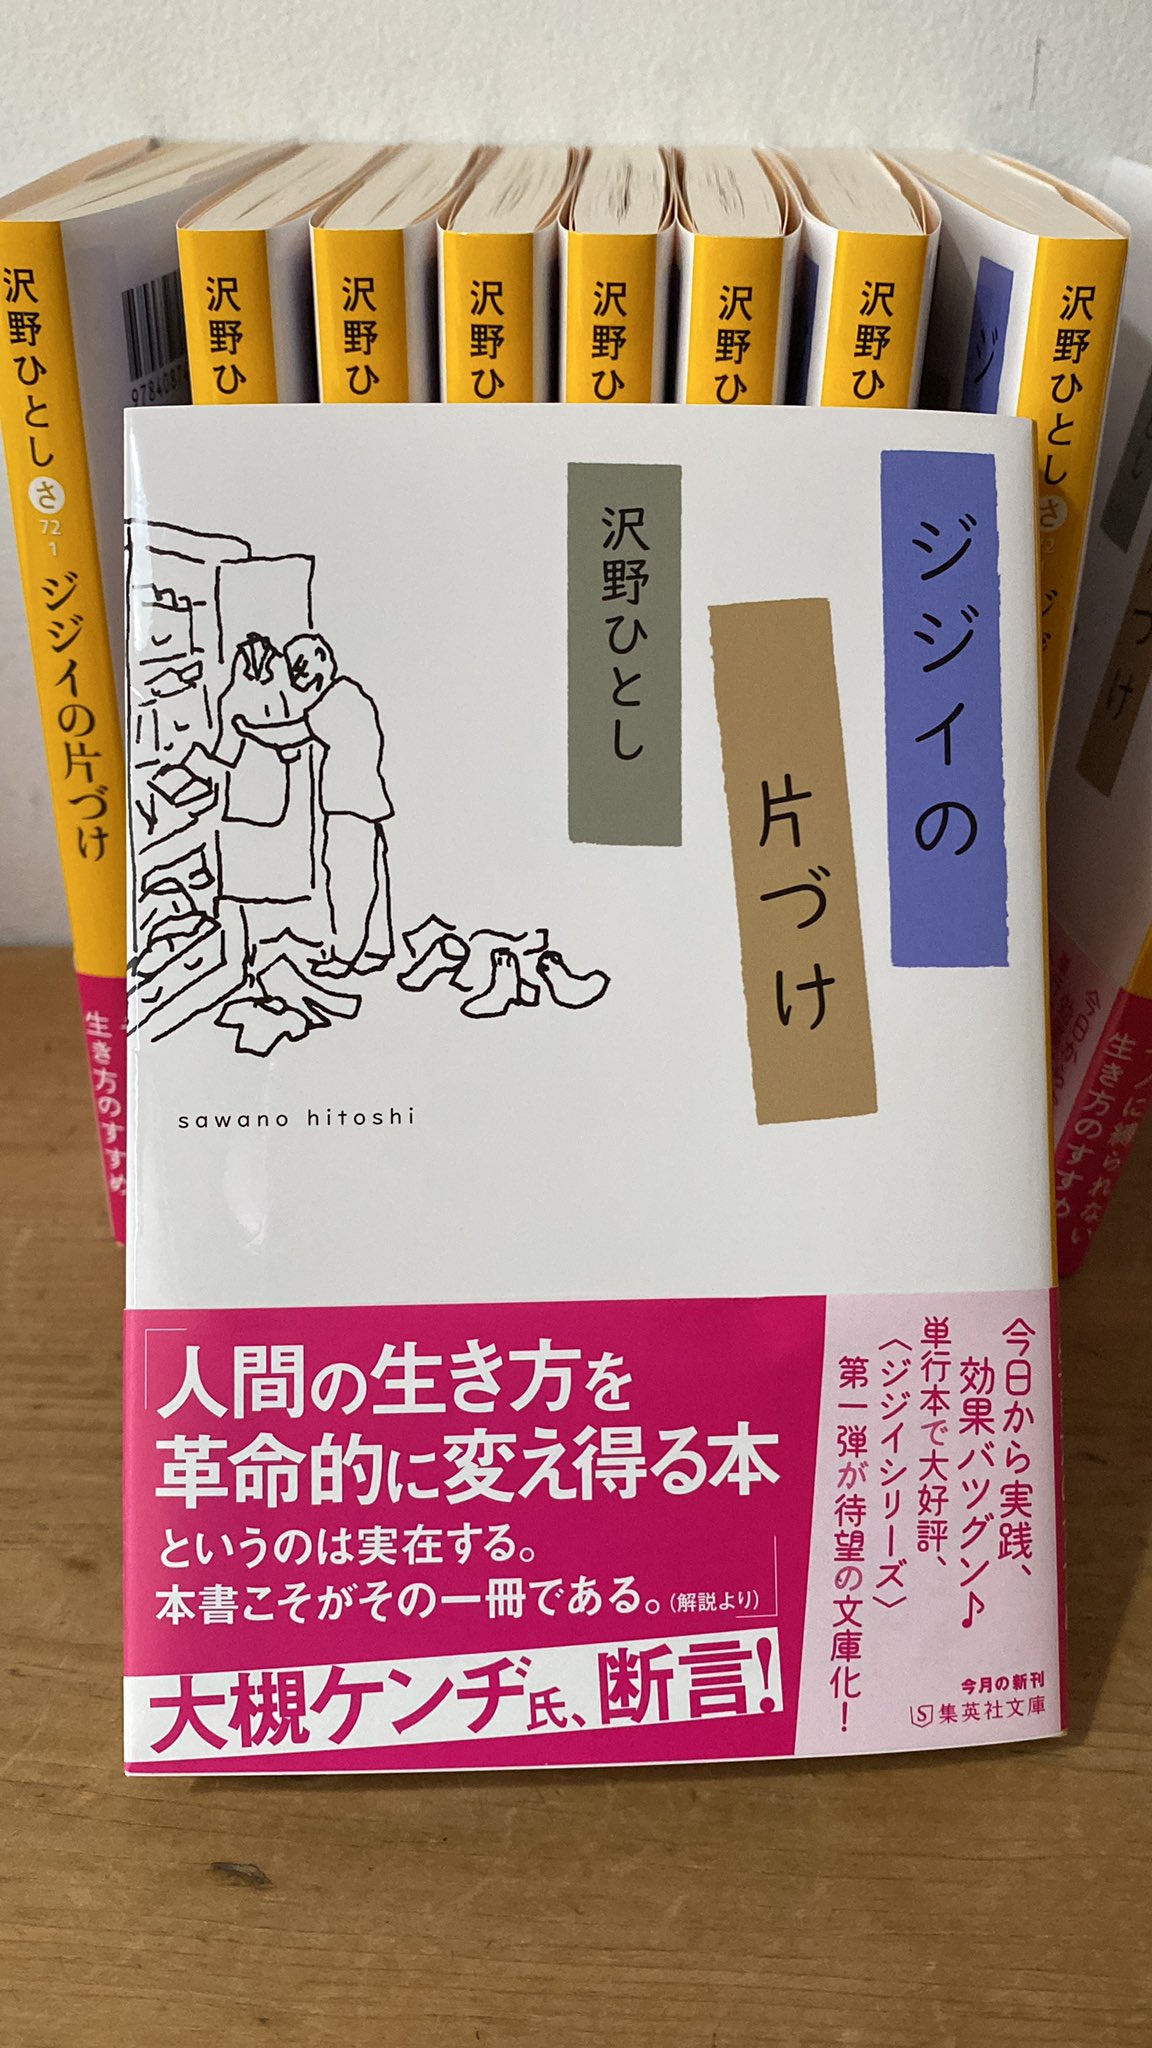 沢野ひとし
さ
72
1
ジジイの片づけ
生き方のすすめ
978408
沢野ひ
沢野ひ
沢野ひ
沢野ひ
沢野ひ
沢野ひ
沢野ひとし
さ
ジジイの
片づけ
沢野ひとし
sawano hitoshi
「人間の生き方を
革命的に変え得る本
というのは実在する。
本書こそがその一冊である。」(解説より)
大槻ケンヂ氏、断言!
今日から実践、
効果バツグン♪
単行本で大好評、
〈ジジイシリーズ〉
第一弾が待望の文庫化!
今月の新刊
S集英社文庫
に縛られない
生き方のすすめ